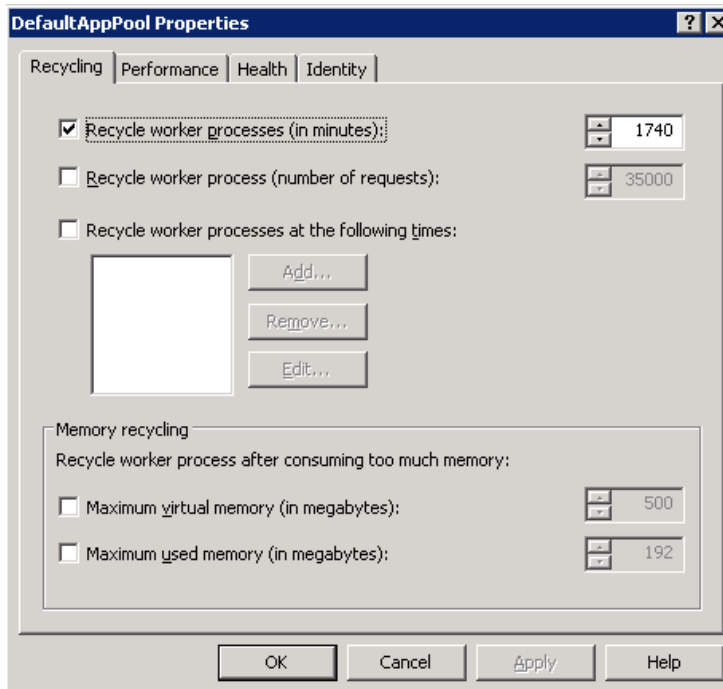 DefaultAppPool Properties
Recycling Performance Health Identity
Recycle worker processes (in minutes): 1740
Recycle worker process (number of requests): 35000
Recycle worker processes at the following times:
Add...
Remove...
Edit...
Memory recycling
Recycle worker process after consuming too much memory:
Maximum virtual memory (in megabytes): 500
Maximum used memory (in megabytes): 192
OK Cancel Apply Help